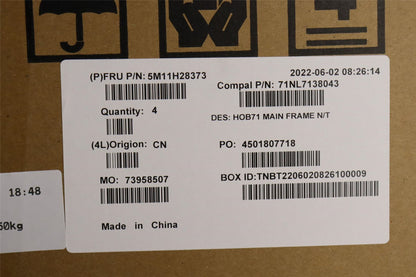 2022-06-02 08:26:14
(P)FRU P/N: 5M11H28373
Compal P/N: 71NL7138043
Quantity: 4
DES: HOB71 MAIN FRAME N/T
(4L)Origion: CN
PO: 4501807718
MO: 73958507
BOX ID:TNBT2206020826100009
Made in China
18:48
50kg